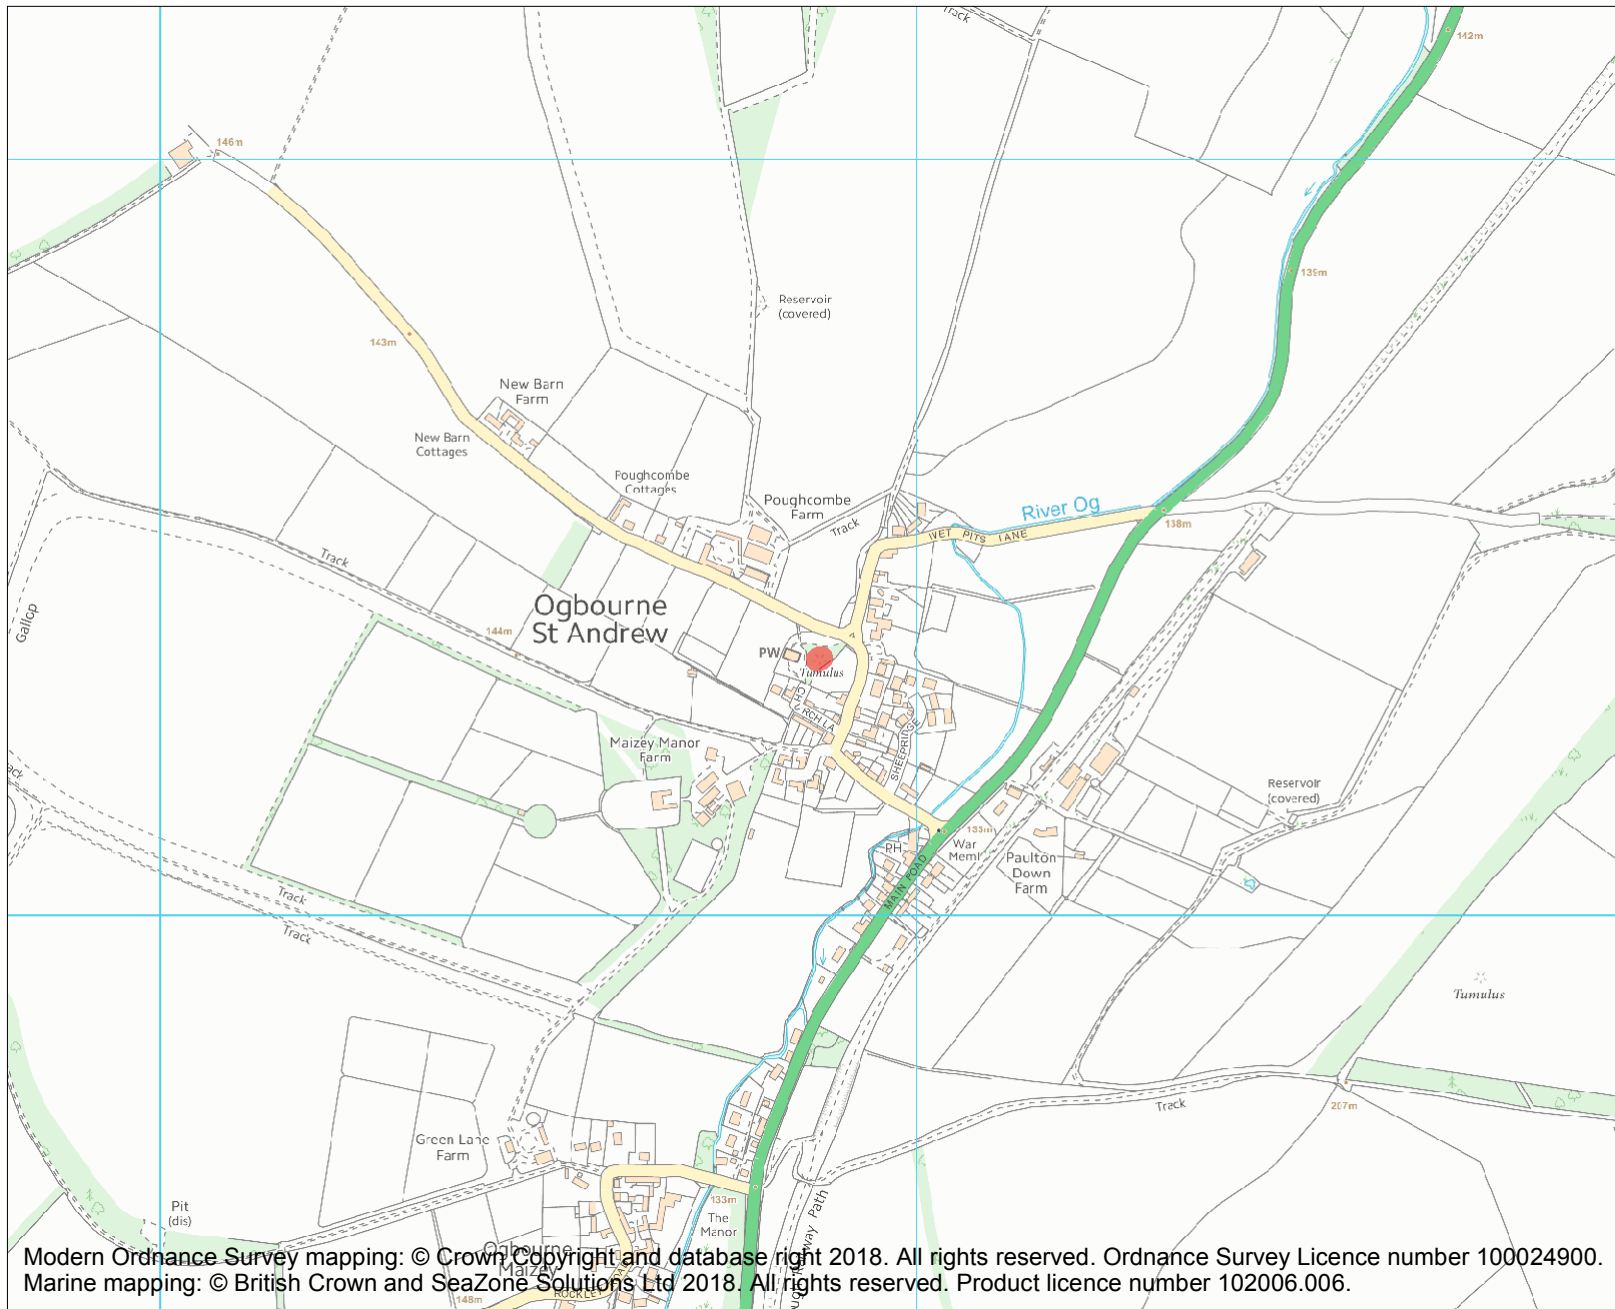 Track
142m
146m
139m
Reservoir
(covered)
143m
New Barn
Farm
New Barn
Cottages
Poughcombe
Cottages
Poughcombe
Farm
Track
River Og
WET PITS LANE
138m
Track
Gallop
Ogbourne
St Andrew
144m
PW
Tumulus
CHURCH LA
SHEEPRIDGE
Maizey Manor
Farm
Reservoir
(covered)
133m
PH
War
Meml
MAIN ROAD
Paulton
Down
Farm
Track
Track
Tumulus
207m
Track
Green Lane
Farm
Pit
(dis)
133m
The
Manor
Path
Ogbourne
Maizey
148m
Modern Ordnance Survey mapping: © Crown Copyright and database right 2018. All rights reserved. Ordnance Survey Licence number 100024900.
Marine mapping: © British Crown and SeaZone Solutions Ltd 2018. All rights reserved. Product licence number 102006.006.